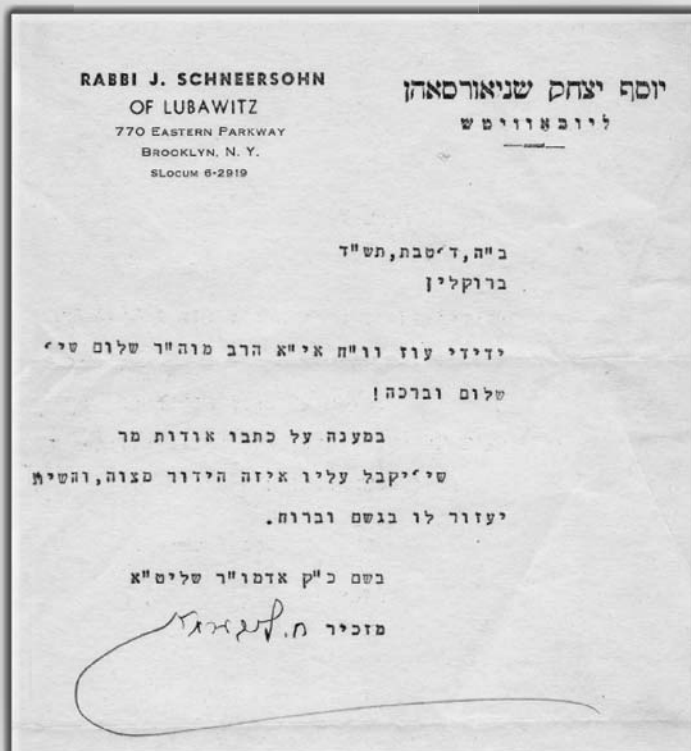 RABBI J. SCHNEERSOHN
OF LUBAWITZ
770 EASTERN PARKWAY
BROOKLYN, N. Y.
SLOCUM 6-2919
יוסף יצחק שניאורסאהן
ליובאוויטש
ב"ה, ד' טבת, תש"ד
ברוקלין
ידידי עוז וו"ח אי"א הרב מוה"ר שלום שי'
שלום וברכה!
במענה על כתבו אודות מר
שי' יקבל עליו איזה הידור מצוה, והשית
יעזור לו בגשם וברוח.
בשם כ"ק אדמו"ר שליט"א
מזכיר ח.